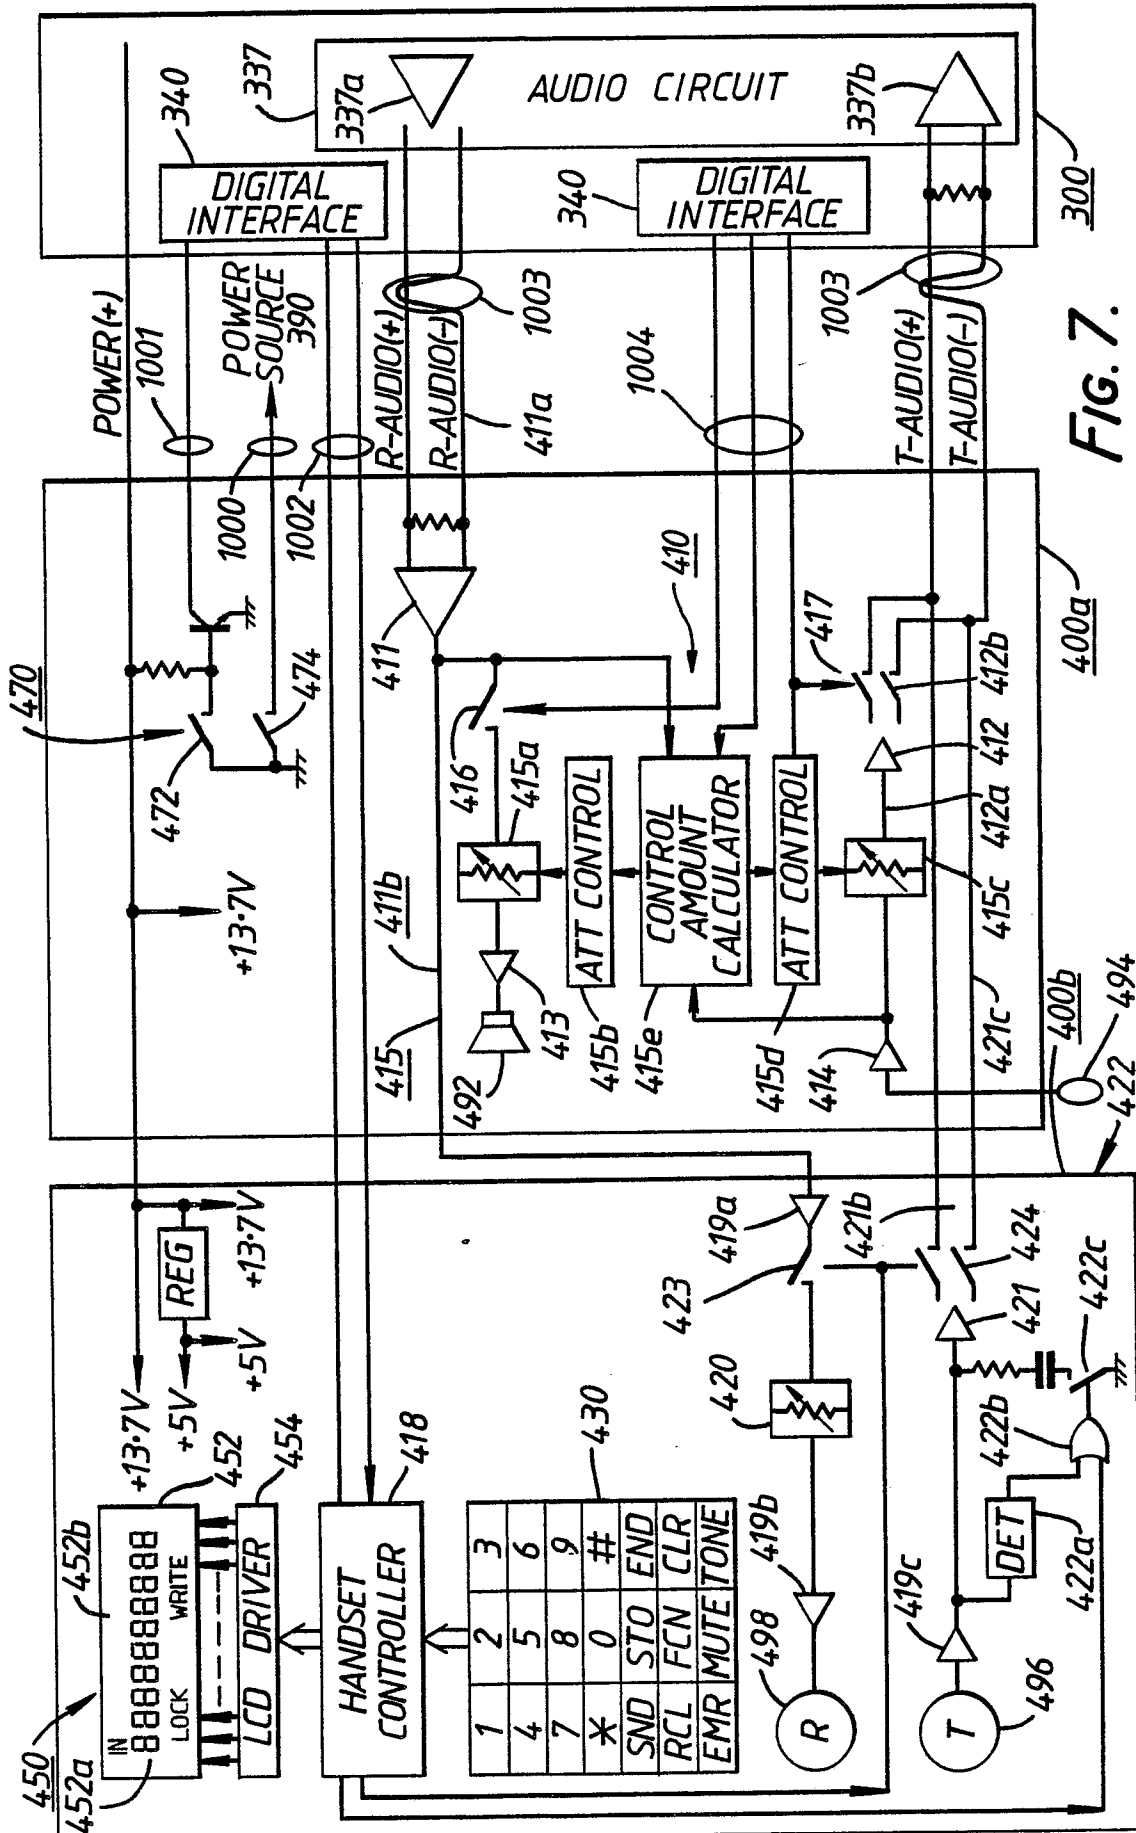 450
452a
452b
IN
8888888888
LOCK WRITE
452
LCD DRIVER
454
+13·7V
+5V
REG
+5V
+13·7V
HANDSET
CONTROLLER
418
1 2 3
4 5 6
7 8 9
* 0 #
SND STO END
RCL FCN CLR
EMR MUTE TONE
430
R
498
419b
420
423
419a
T
496
419c
DET
422a
422b
422c
421
424
421b
422
400b
494
+13·7V
470
472
474
415
411b
411
416
415a
492
413
ATT CONTROL
415b
CONTROL
AMOUNT
CALCULATOR
415e
410
ATT CONTROL
415d
414
415c
412a
412
412b
417
421c
400a
POWER(+)
1001
1000
POWER
SOURCE
390
1002
R-AUDIO(+)
R-AUDIO(-)
411a
1003
1004
T-AUDIO(+)
T-AUDIO(-)
1003
340
DIGITAL
INTERFACE
337
337a
AUDIO CIRCUIT
340
DIGITAL
INTERFACE
337b
300
FIG. 7.